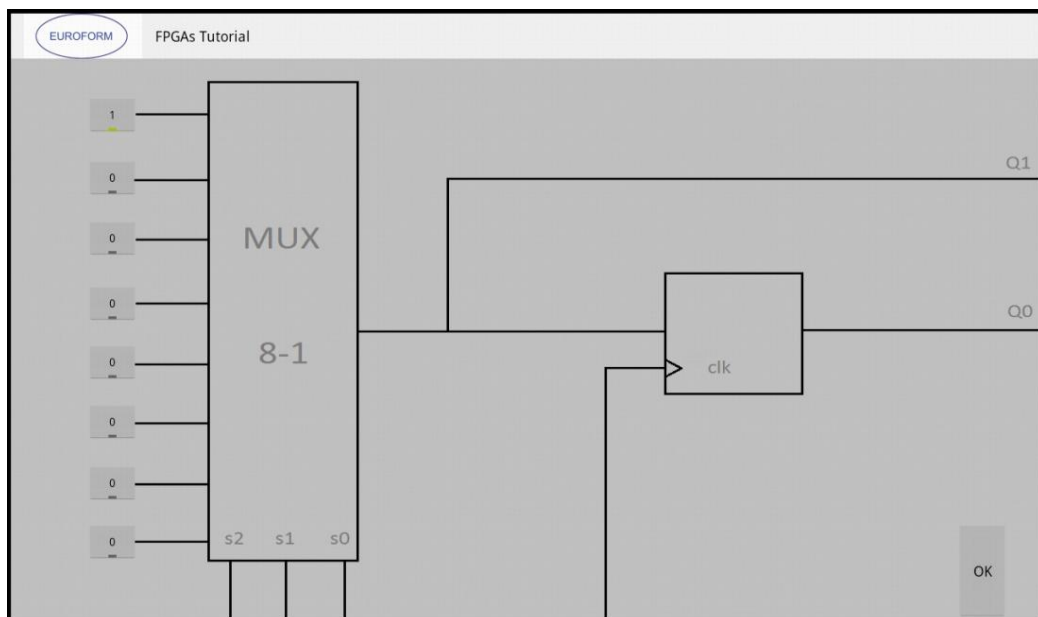 EUROFORM FPGAs Tutorial
1
0
Q1
0
MUX
0
Q0
8-1
0
clk
0
0
0
s2 s1 s0
OK